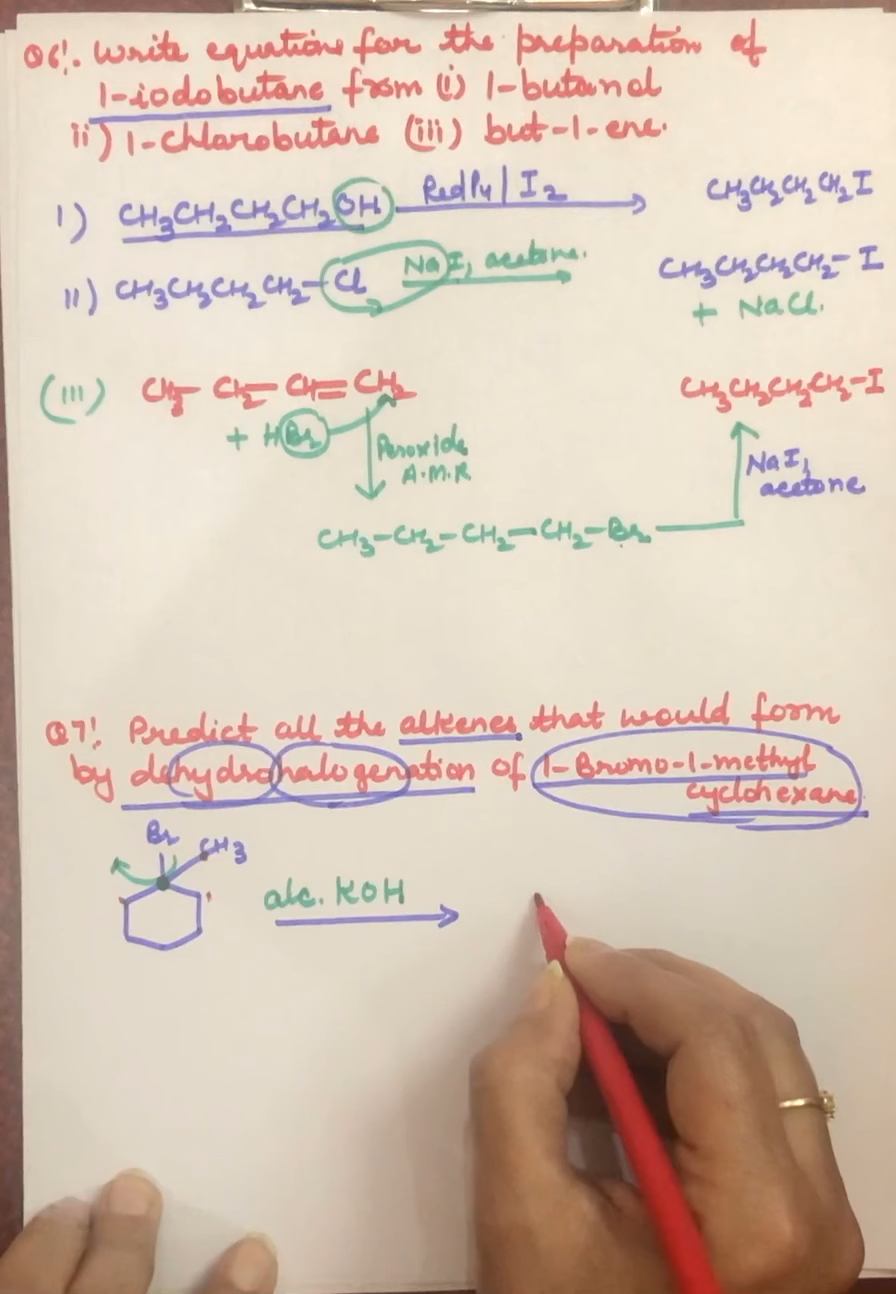 Q6!. Write equations for the preparation of
1-iodobutane from (i) 1-butanol
ii) 1-chlorobutane (iii) but-1-ene.
1) CH3CH2CH2CH2OH Red P4 / I2 CH3CH2CH2CH2I
11) CH3CH2CH2CH2-Cl NaI, acetone. CH3CH2CH2CH2-I
+ NaCl.
(111) CH3- CH2- CH=CH2 CH3CH2CH2CH2-I
+ HBr Peroxide
A.M.R
NaI,
acetone
CH3-CH2-CH2-CH2-Br
Q7! Predict all the alkenes that would form
by dehydrohalogenation of 1-Bromo-1-methyl
cyclohexane
Br
CH3
alc. KOH